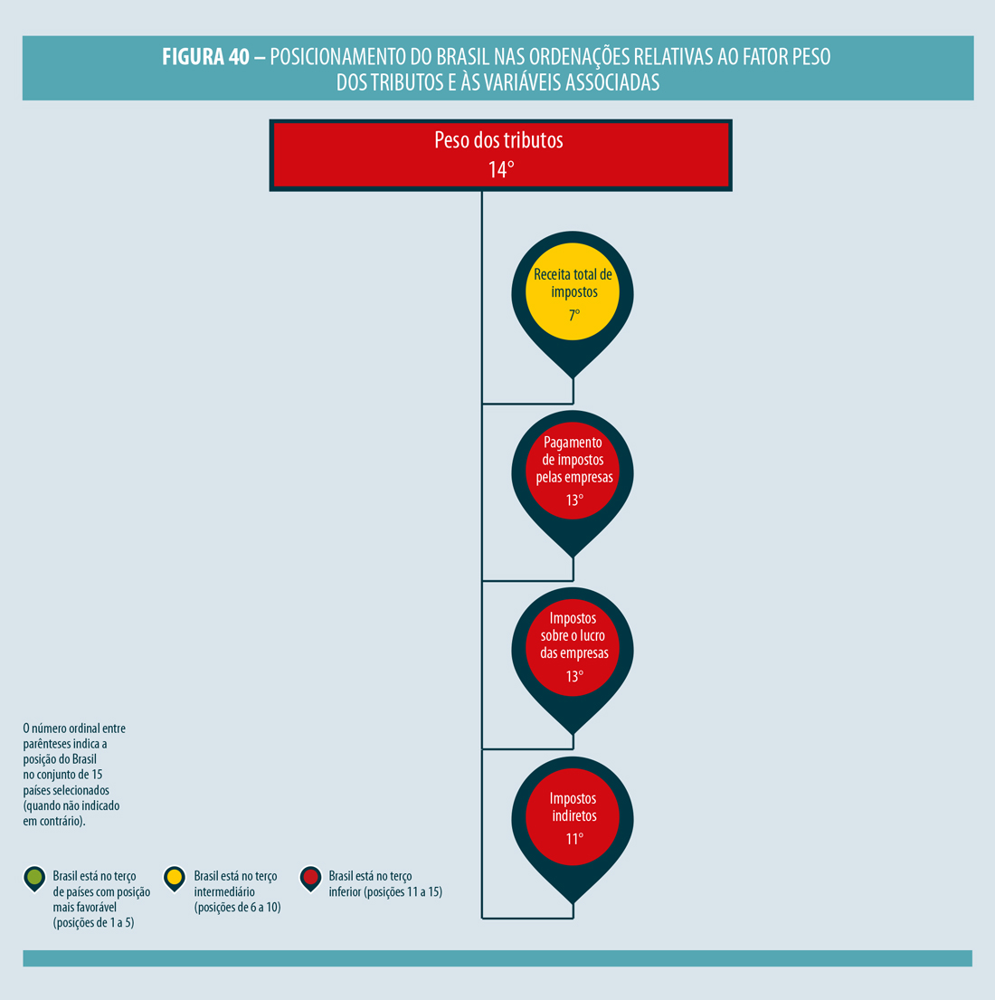 FIGURA 40 – POSICIONAMENTO DO BRASIL NAS ORDENAÇÕES RELATIVAS AO FATOR PESO
DOS TRIBUTOS E ÀS VARIÁVEIS ASSOCIADAS
Peso dos tributos
14°
Receita total de
impostos
7°
Pagamento
de impostos
pelas empresas
13°
Impostos
sobre o lucro
das empresas
13°
Impostos
indiretos
11°
O número ordinal entre
parênteses indica a
posição do Brasil
no conjunto de 15
países selecionados
(quando não indicado
em contrário).
Brasil está no terço
de países com posição
mais favorável
(posições de 1 a 5)
Brasil está no terço
intermediário
(posições de 6 a 10)
Brasil está no terço
inferior (posições 11 a 15)